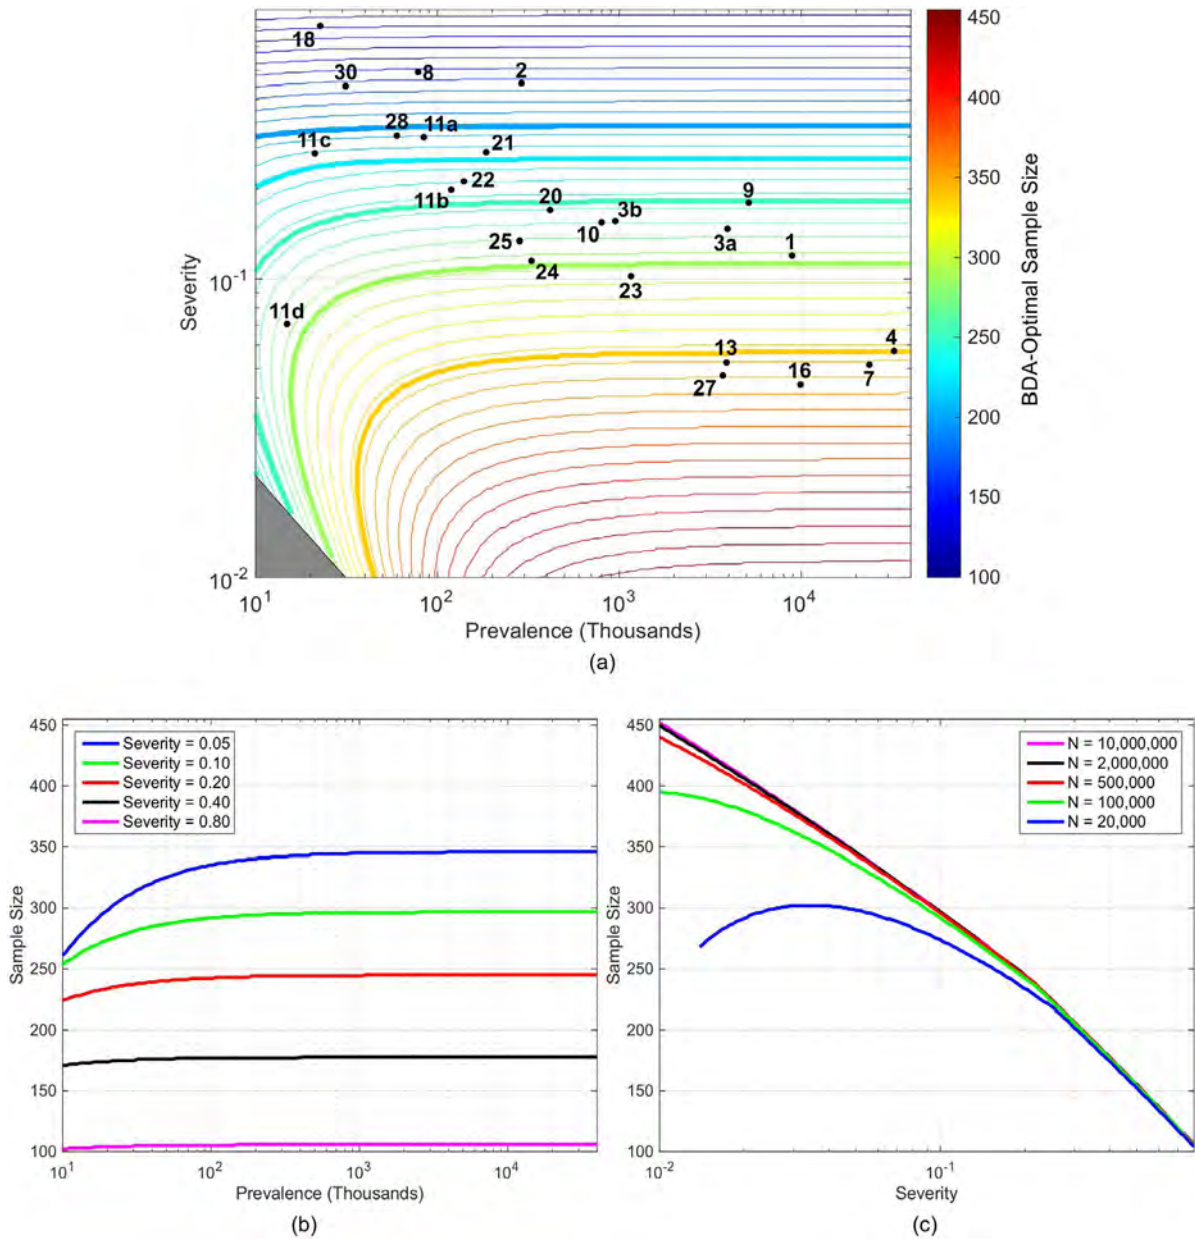 18
30
8
2
28
11a
11c
21
22
11b
20
3b
9
10
3a
25
24
1
23
11d
13
4
27
16
7
Severity
10^-1
10^-2
10^1
10^2
10^3
10^4
Prevalence (Thousands)
450
400
350
300
250
200
150
100
BDA-Optimal Sample Size
(a)
450
400
350
300
250
200
150
100
Sample Size
Severity = 0.05
Severity = 0.10
Severity = 0.20
Severity = 0.40
Severity = 0.80
10^1
10^2
10^3
10^4
Prevalence (Thousands)
(b)
450
400
350
300
250
200
150
100
Sample Size
N = 10,000,000
N = 2,000,000
N = 500,000
N = 100,000
N = 20,000
10^-2
10^-1
Severity
(c)